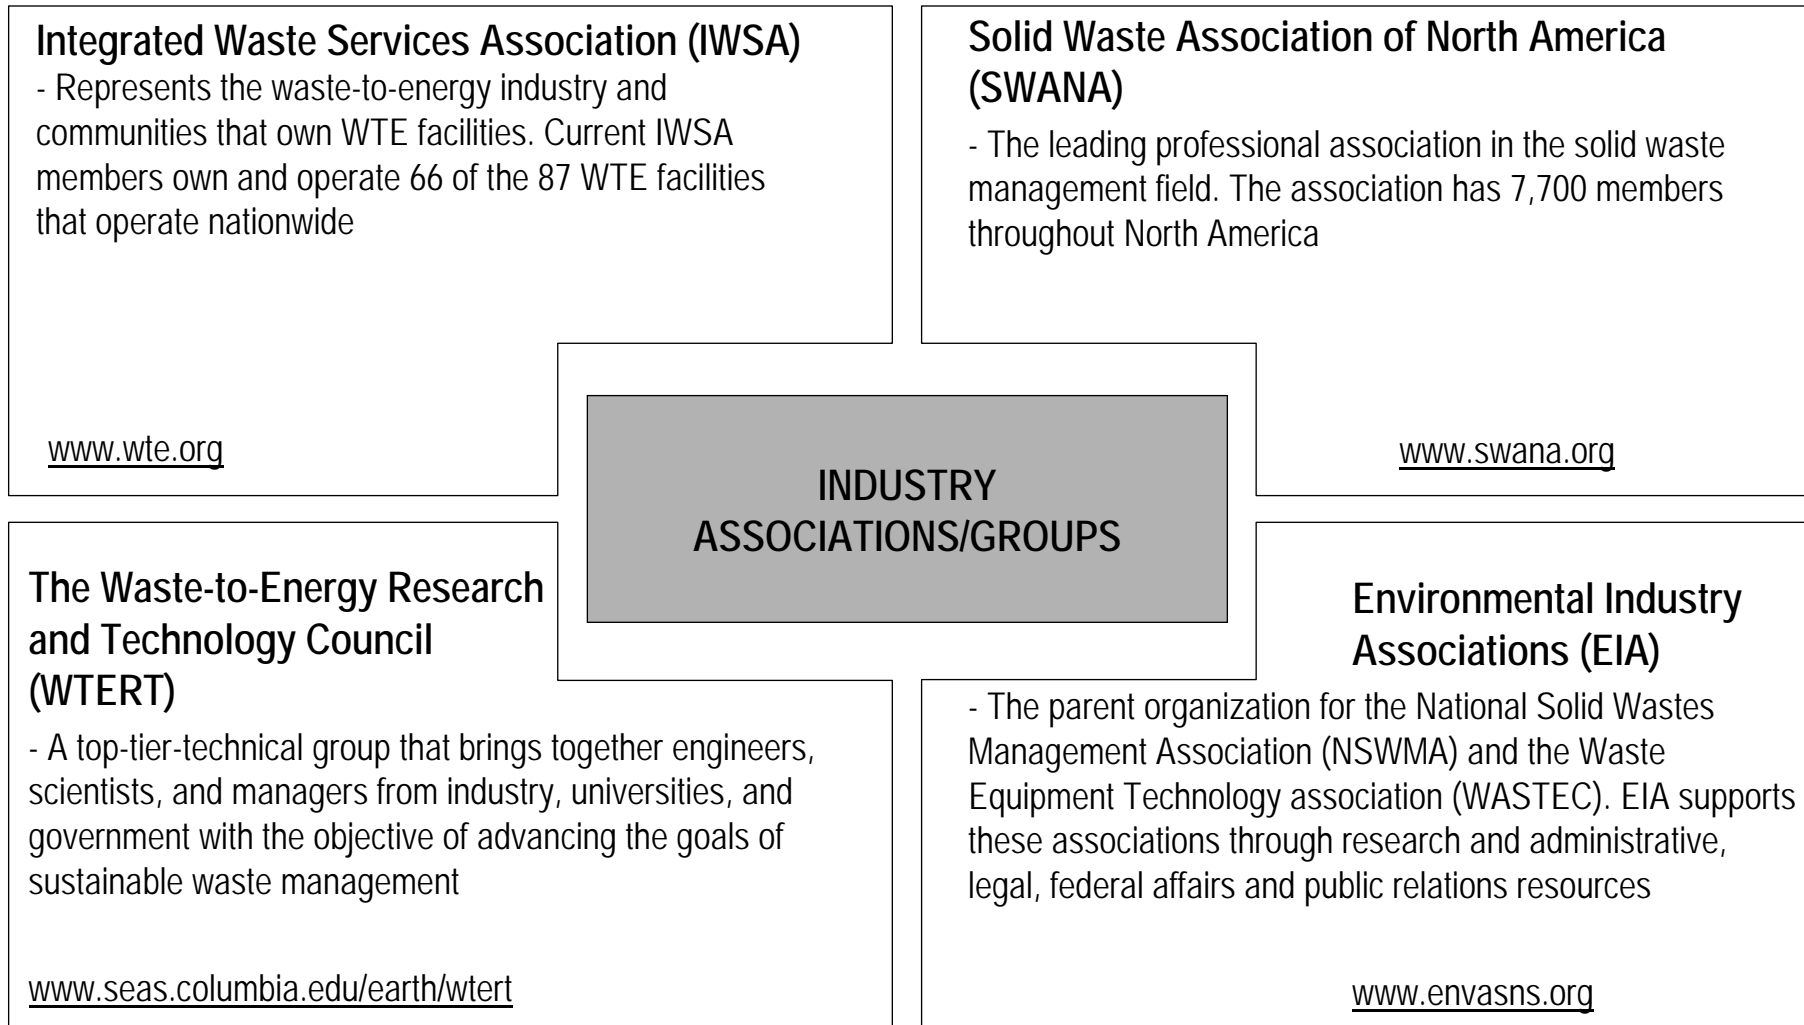 Integrated Waste Services Association (IWSA)
- Represents the waste-to-energy industry and
communities that own WTE facilities. Current IWSA
members own and operate 66 of the 87 WTE facilities
that operate nationwide
www.wte.org
Solid Waste Association of North America
(SWANA)
- The leading professional association in the solid waste
management field. The association has 7,700 members
throughout North America
www.swana.org
INDUSTRY
ASSOCIATIONS/GROUPS
The Waste-to-Energy Research
and Technology Council
(WTERT)
- A top-tier-technical group that brings together engineers,
scientists, and managers from industry, universities, and
government with the objective of advancing the goals of
sustainable waste management
www.seas.columbia.edu/earth/wtert
Environmental Industry
Associations (EIA)
- The parent organization for the National Solid Wastes
Management Association (NSWMA) and the Waste
Equipment Technology association (WASTEC). EIA supports
these associations through research and administrative,
legal, federal affairs and public relations resources
www.envasns.org